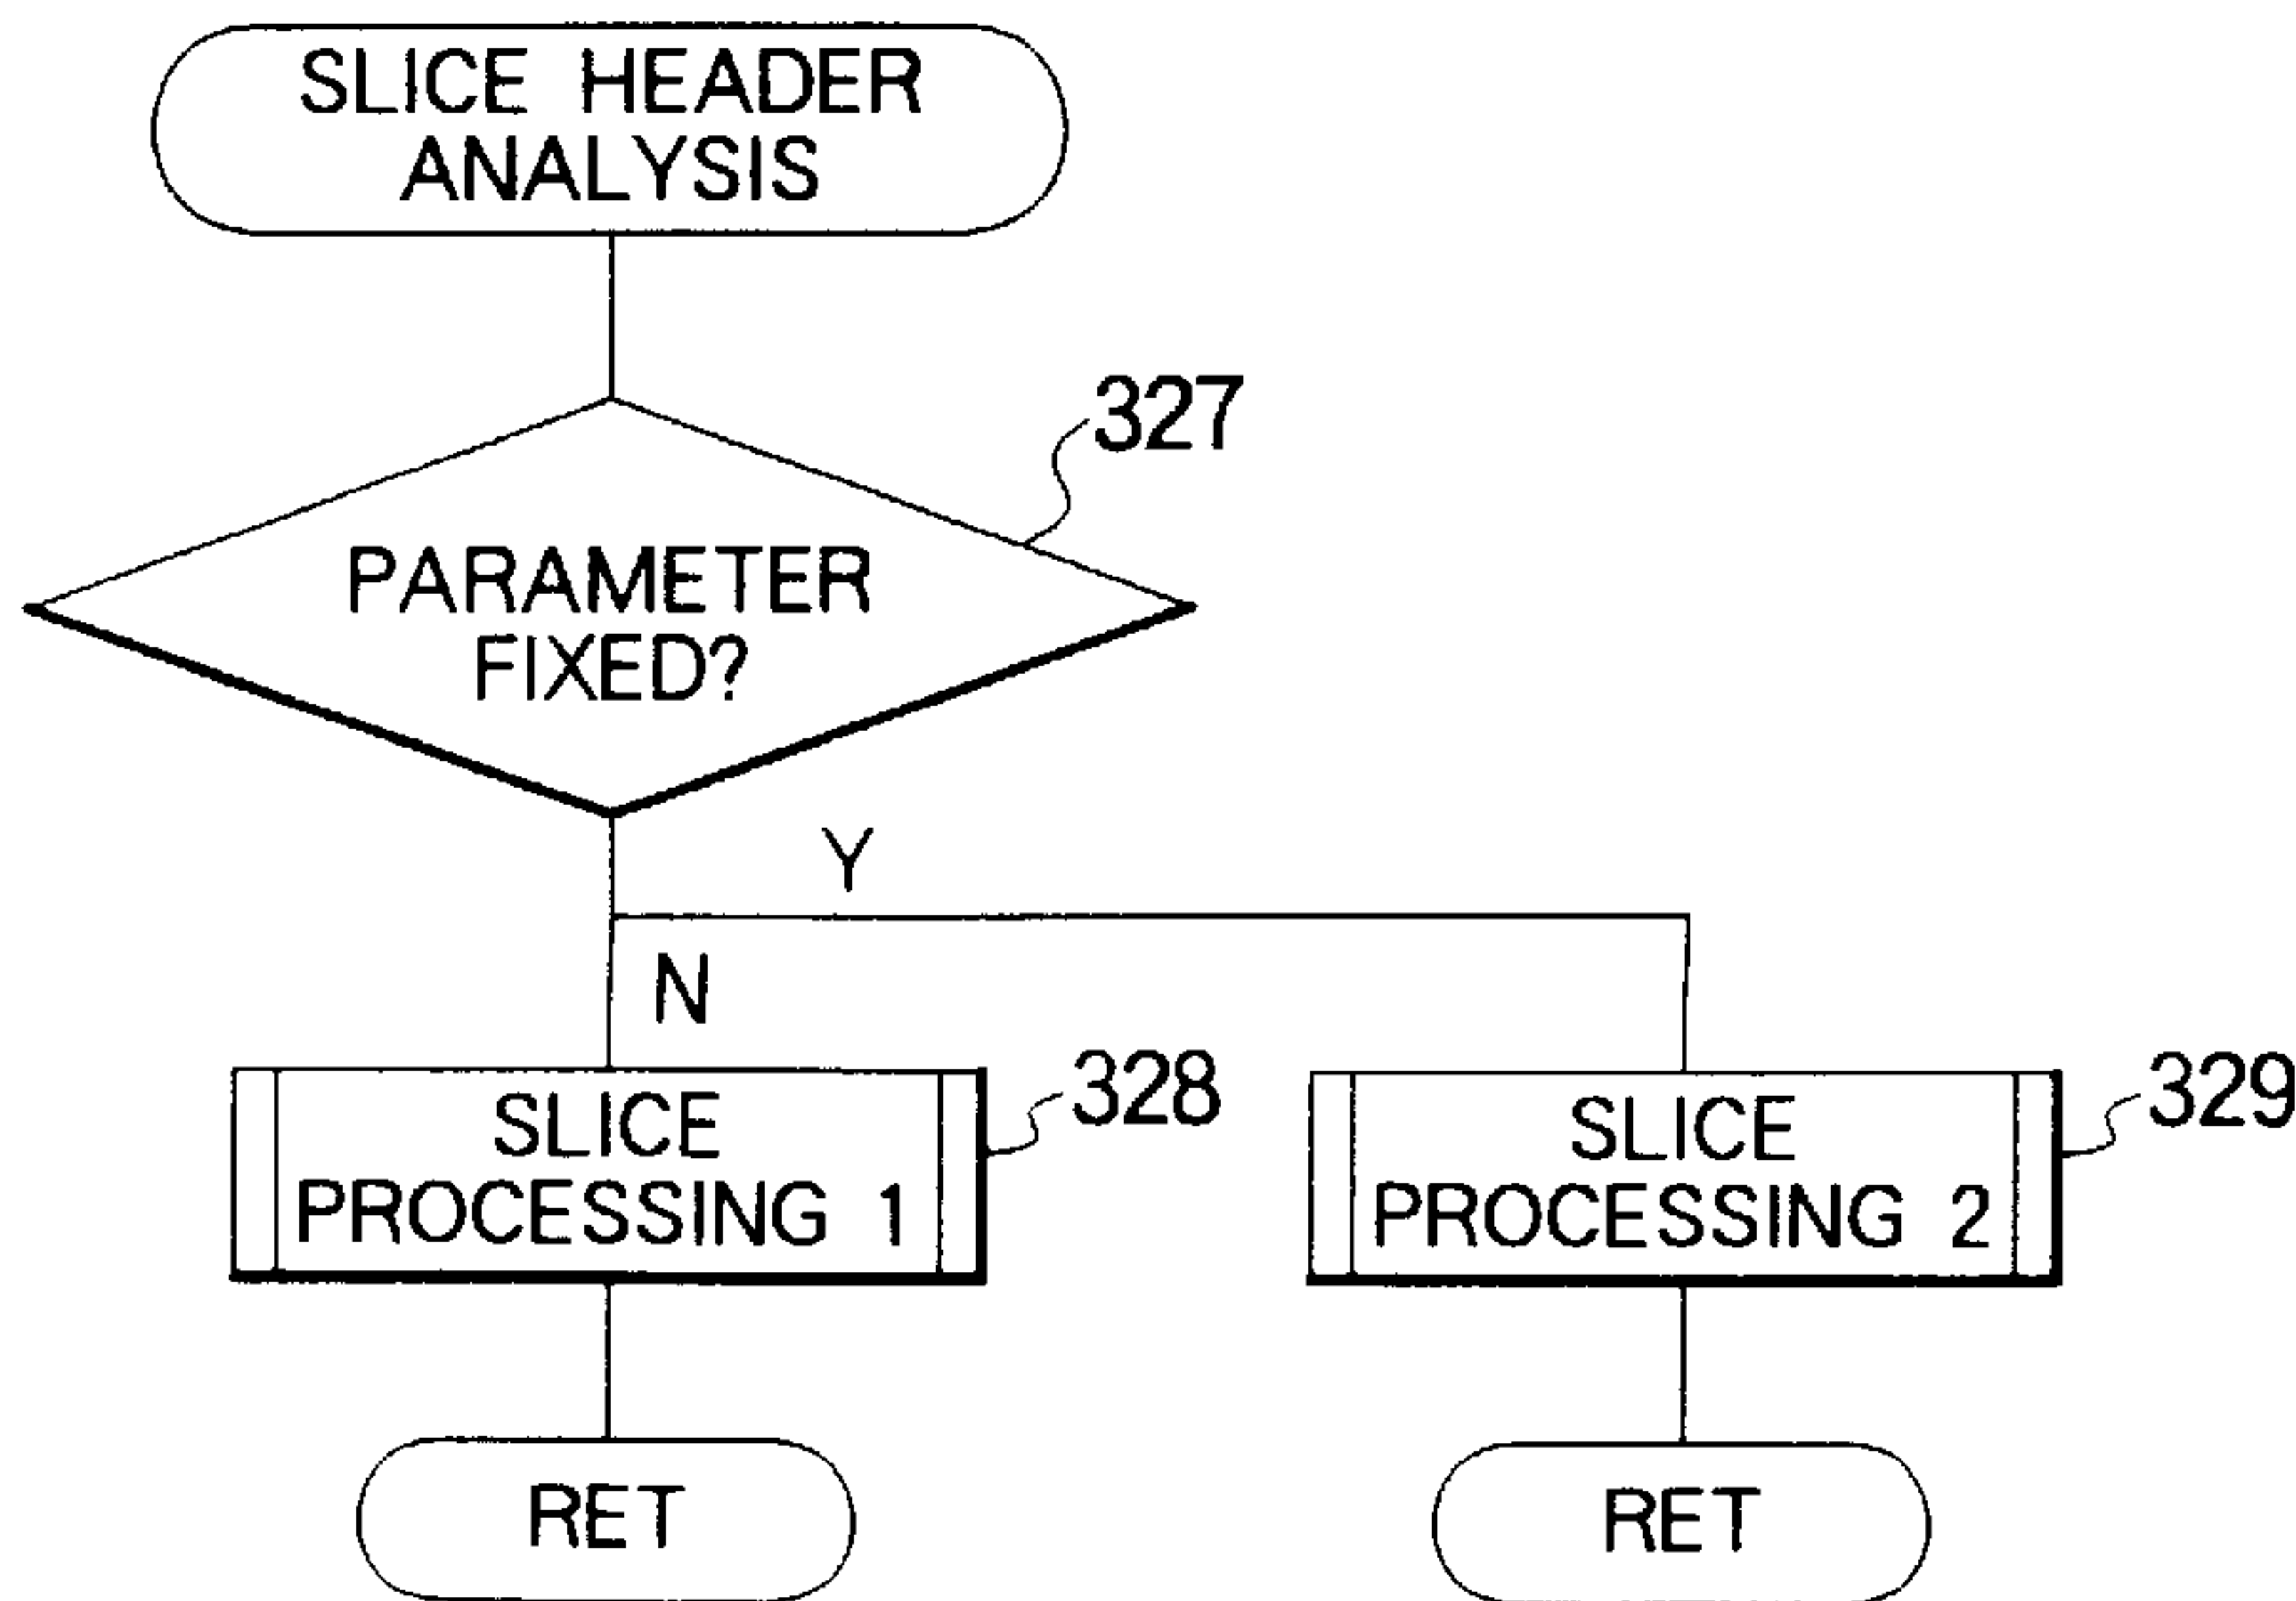 SLICE HEADER
ANALYSIS
327
PARAMETER
FIXED?
Y
N
SLICE
PROCESSING 1
328
SLICE
PROCESSING 2
329
RET
RET